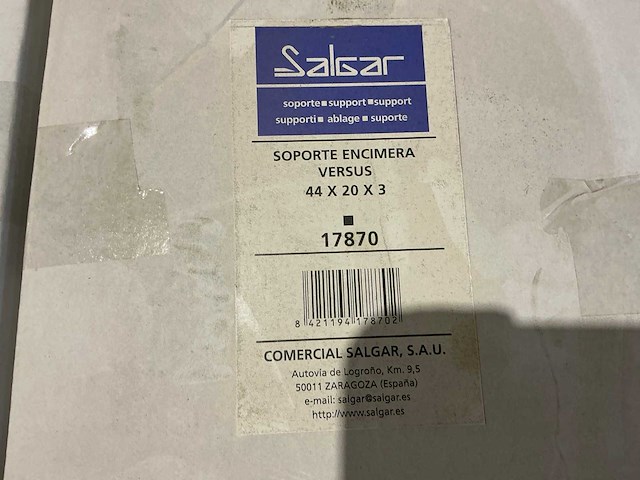 Salgar
soporte■support■support
supporti■ablage■suporte
SOPORTE ENCIMERA
VERSUS
44 X 20 X 3
■
17870
8 421194 178702
COMERCIAL SALGAR, S.A.U.
Autovía de Logroño, Km. 9,5
50011 ZARAGOZA (España)
e-mail: salgar@salgar.es
http://www.salgar.es